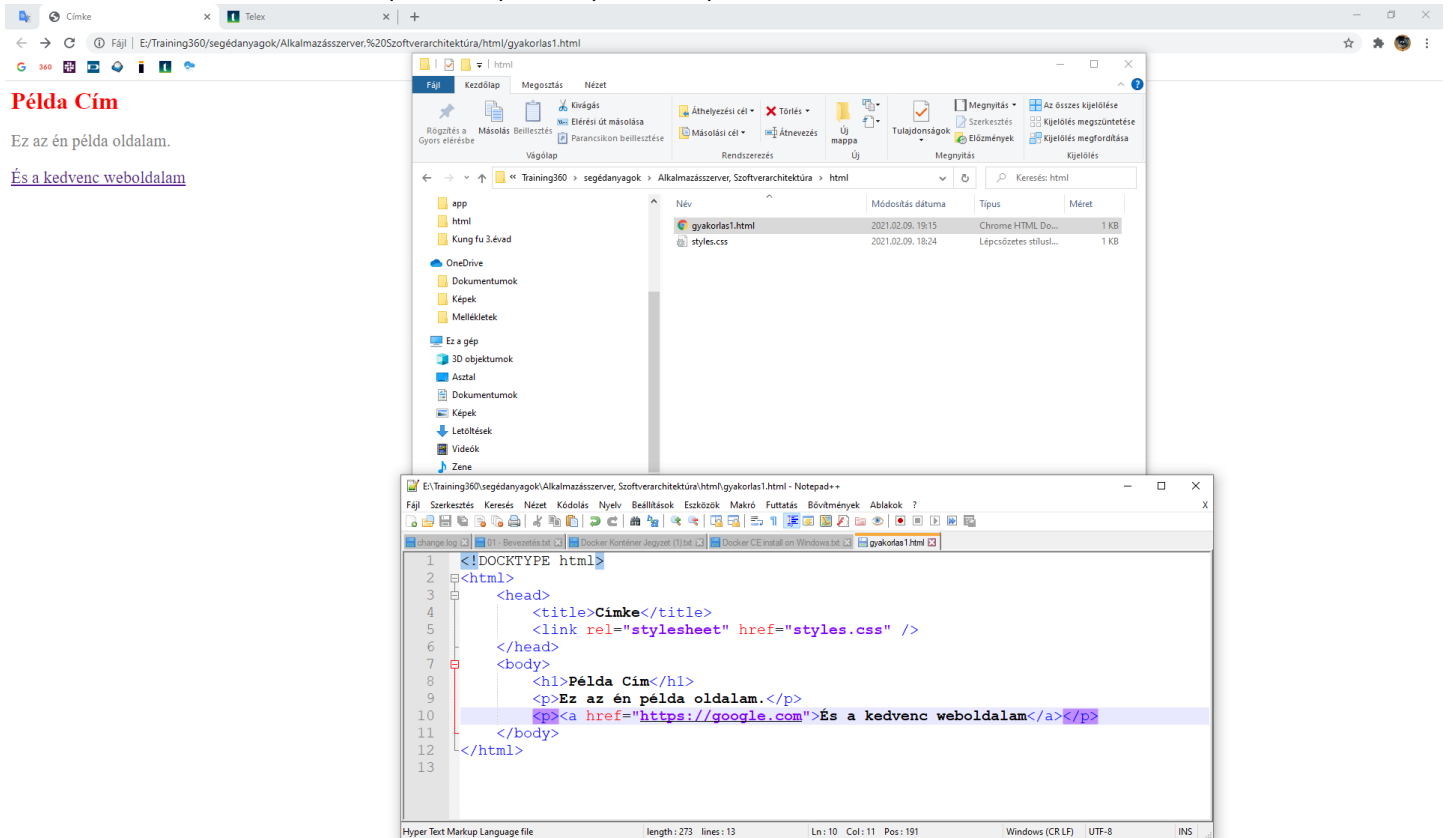 Címke
Telex
Fájl | E:/Training360/segédanyagok/Alkalmazásszerver,%20Szoftverarchitektúra/html/gyakorlas1.html
G 360
Példa Cím
Ez az én példa oldalam.
És a kedvenc weboldalam
html
Fájl Kezdőlap Megosztás Nézet
Rögzítés a Gyors elérésbe
Másolás
Beillesztés
Kivágás
Elérési út másolása
Parancsikon beillesztése
Vágólap
Áthelyezési cél
Másolási cél
Törlés
Átnevezés
Rendszerezés
Új mappa
Új
Tulajdonságok
Megnyitás
Szerkesztés
Előzmények
Megnyitás
Az összes kijelölése
Kijelölés megszüntetése
Kijelölés megfordítása
Kijelölés
« Training360 › segédanyagok › Alkalmazásszerver, Szoftverarchitektúra › html
Keresés: html
app
html
Kung fu 3.évad
OneDrive
Dokumentumok
Képek
Mellékletek
Ez a gép
3D objektumok
Asztal
Dokumentumok
Képek
Letöltések
Videók
Zene
Név Módosítás dátuma Típus Méret
gyakorlas1.html 2021.02.09. 19:15 Chrome HTML Do... 1 KB
styles.css 2021.02.09. 18:24 Lépcsőzetes stílusl... 1 KB
E:\Training360\segédanyagok\Alkalmazásszerver, Szoftverarchitektúra\html\gyakorlas1.html - Notepad++
Fájl Szerkesztés Keresés Nézet Kódolás Nyelv Beállítások Eszközök Makró Futtatás Bővítmények Ablakok ? X
change.log 01 - Bevezetés.txt Docker Konténer Jegyzet (1).txt Docker CE install on Windows.txt gyakorlas1.html
1 <!DOCKTYPE html>
2 <html>
3 <head>
4 <title>Címke</title>
5 <link rel="stylesheet" href="styles.css" />
6 </head>
7 <body>
8 <h1>Példa Cím</h1>
9 <p>Ez az én példa oldalam.</p>
10 <p><a href="https://google.com">És a kedvenc weboldalam</a></p>
11 </body>
12 </html>
13
Hyper Text Markup Language file length : 273 lines : 13 Ln : 10 Col : 11 Pos : 191 Windows (CR LF) UTF-8 INS